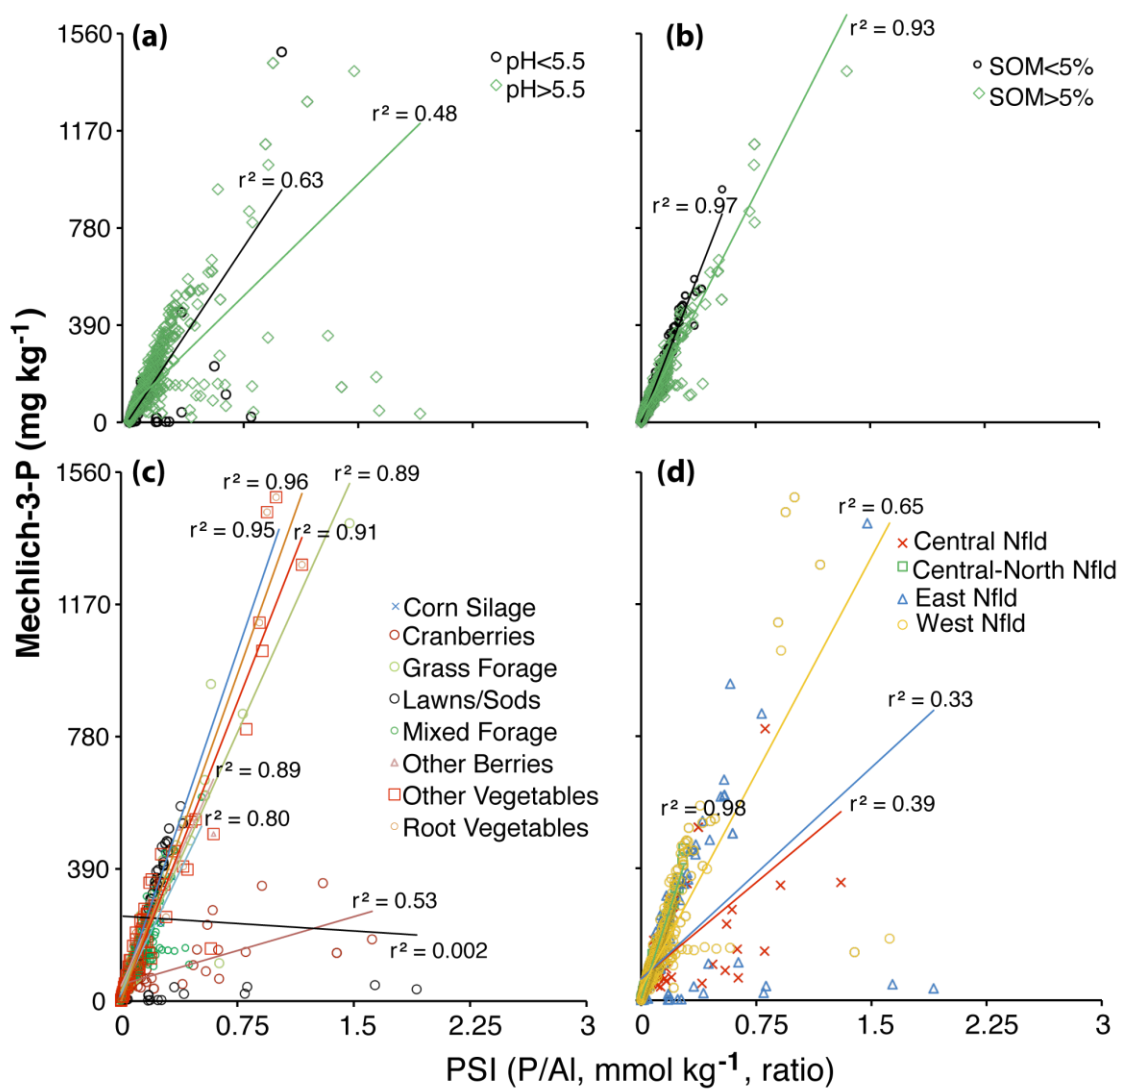 (a)
1560
1170
780
390
0
pH<5.5
pH>5.5
r² = 0.48
r² = 0.63
(b)
r² = 0.93
SOM<5%
SOM>5%
r² = 0.97
Mechlich-3-P (mg kg-1)
(c)
1560
1170
780
390
0
r² = 0.96
r² = 0.89
r² = 0.95
r² = 0.91
Corn Silage
Cranberries
Grass Forage
Lawns/Sods
Mixed Forage
Other Berries
Other Vegetables
Root Vegetables
r² = 0.89
r² = 0.80
r² = 0.53
r² = 0.002
0
0.75
1.5
2.25
3
(d)
r² = 0.65
Central Nfld
Central-North Nfld
East Nfld
West Nfld
r² = 0.33
r² = 0.98
r² = 0.39
0
0.75
1.5
2.25
3
PSI (P/Al, mmol kg-1, ratio)